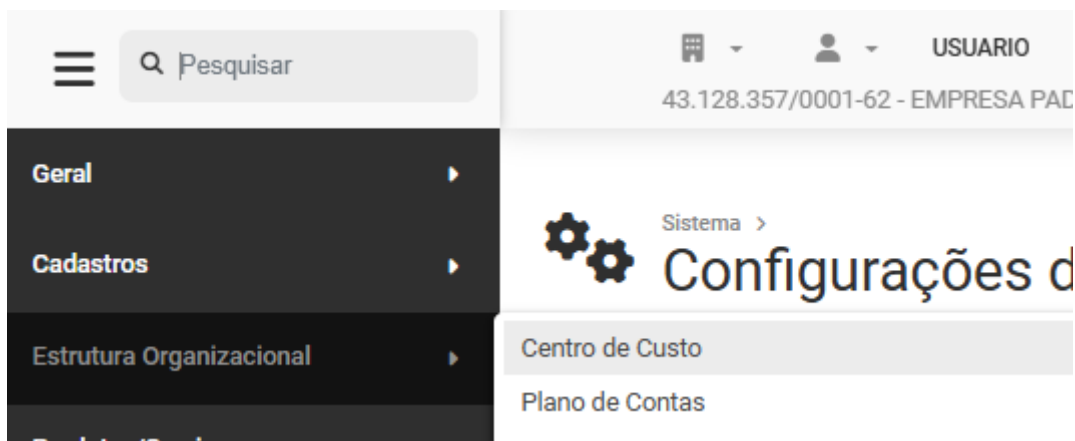 Pesquisar
USUARIO
43.128.357/0001-62 - EMPRESA PAD
Geral
Sistema >
Cadastros
Configurações d
Estrutura Organizacional
Centro de Custo
Plano de Contas